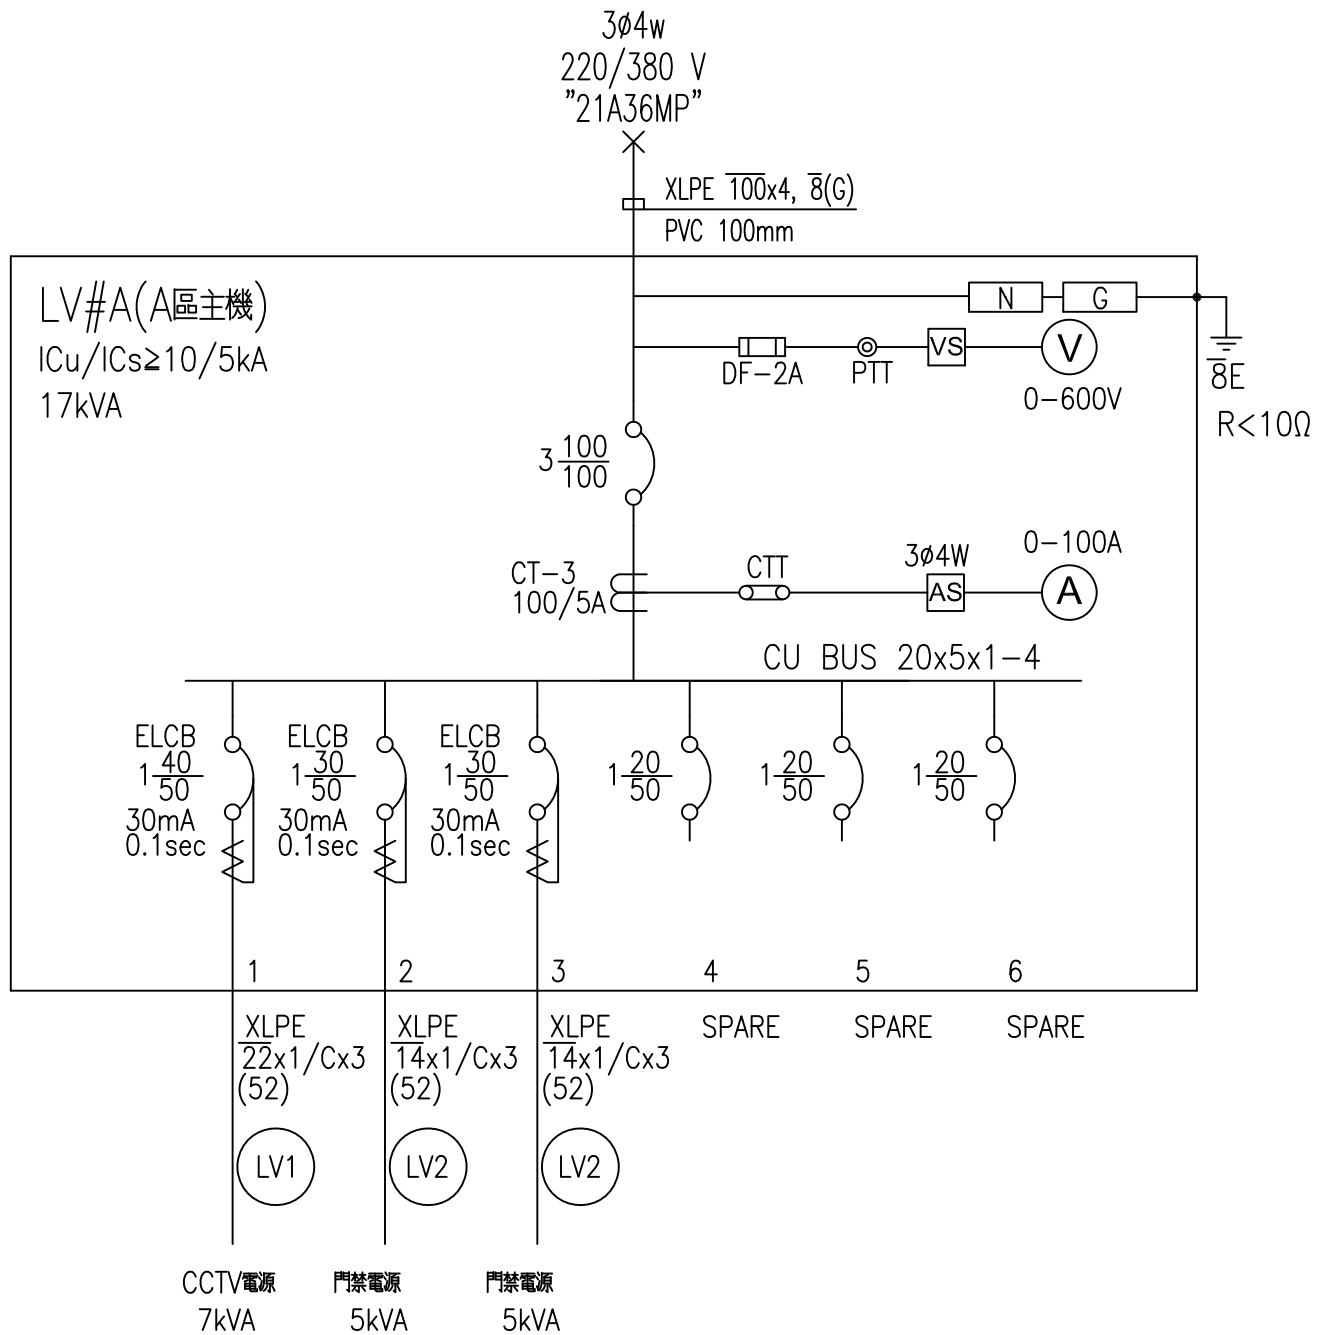 3ø4w
220/380 V
"21A36MP"
XLPE 100x4, 8(G)
PVC 100mm
LV#A(A區主機)
ICu/ICs≥10/5kA
17kVA
N
G
DF-2A
PTT
VS
V
0-600V
8E
R<10Ω
3 100
100
CT-3
100/5A
CTT
3ø4W
AS
0-100A
A
CU BUS 20x5x1-4
ELCB
1 40
50
30mA
0.1sec
ELCB
1 30
50
30mA
0.1sec
ELCB
1 30
50
30mA
0.1sec
1 20
50
1 20
50
1 20
50
1
2
3
4
5
6
XLPE
22x1/Cx3
(52)
XLPE
14x1/Cx3
(52)
XLPE
14x1/Cx3
(52)
SPARE
SPARE
SPARE
LV1
LV2
LV2
CCTV電源
7kVA
門禁電源
5kVA
門禁電源
5kVA